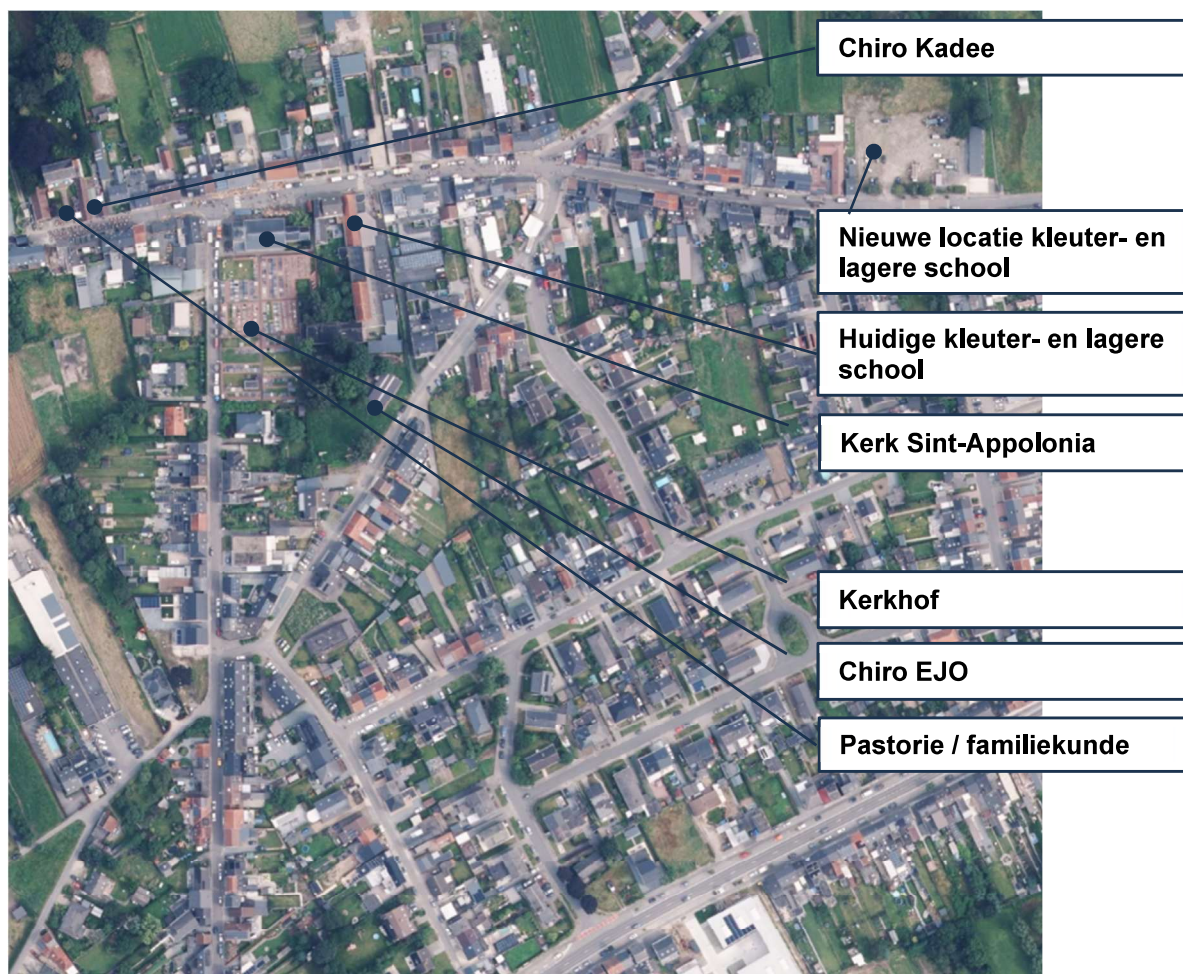 Chiro Kadee
Nieuwe locatie kleuter- en
lagere school
Huidige kleuter- en lagere
school
Kerk Sint-Appolonia
Kerkhof
Chiro EJO
Pastorie / familiekunde